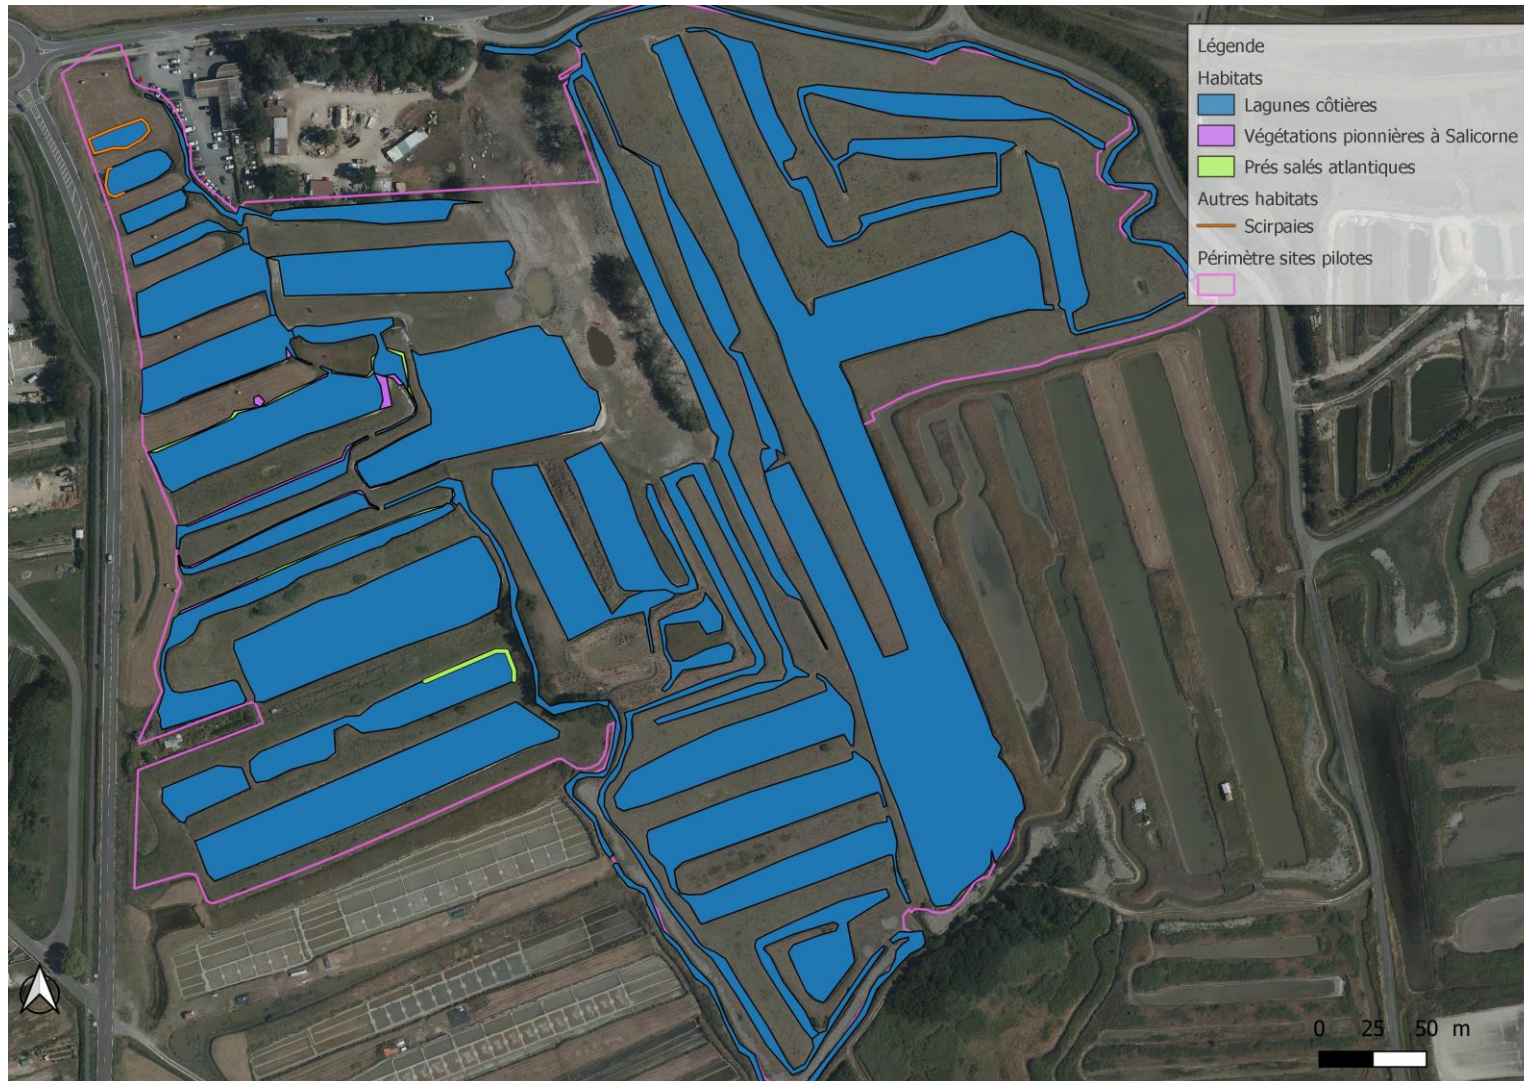 Légende
Habitats
Lagunes côtières
Végétations pionnières à Salicorne
Prés salés atlantiques
Autres habitats
Scirpaies
Périmètre sites pilotes
0 25 50 m